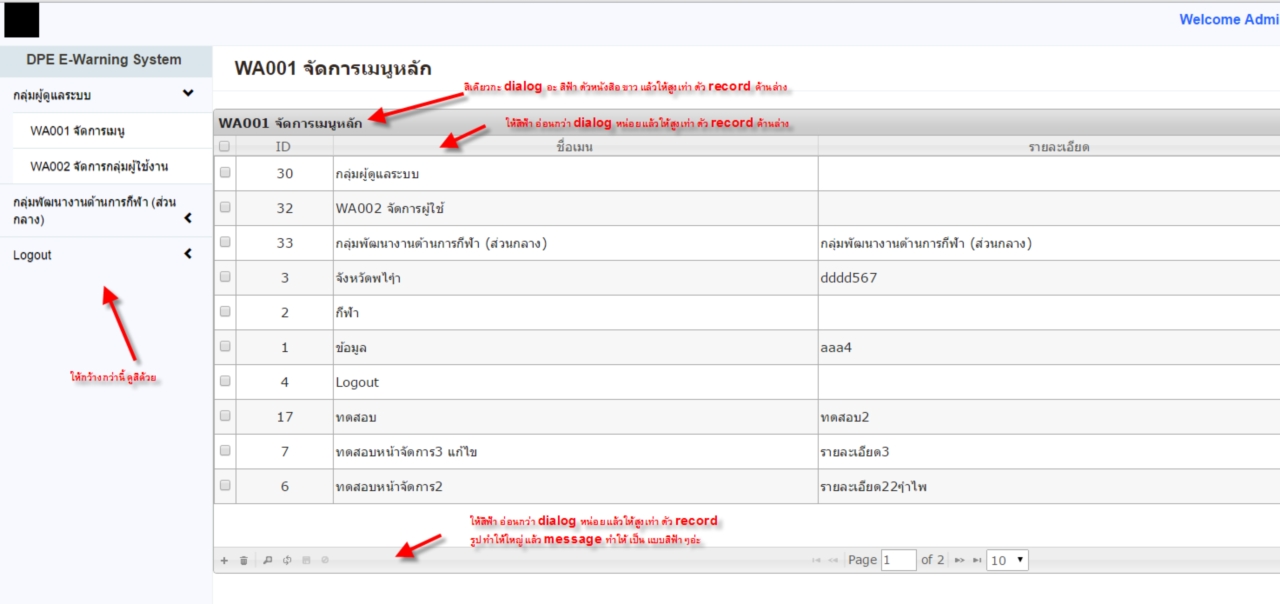 Welcome Admi
DPE E-Warning System
WA001 จัดการเมนูหลัก
สีเดียวกะ dialog อะ สีฟ้า ตัวหนังสือ ขาว แล้วให้สูงเท่า ตัว record ด้านล่าง
กลุ่มผู้ดูแลระบบ
WA001 จัดการเมนูหลัก
ให้สีฟ้า อ่อนกว่า dialog หน่อยแล้วให้สูงเท่า ตัว record ด้านล่าง
WA001 จัดการเมนู
ID ชื่อเมน รายละเอียด
WA002 จัดการกลุ่มผู้ใช้งาน
30 กลุ่มผู้ดูแลระบบ
32 WA002 จัดการผู้ใช้
กลุ่มพัฒนางานด้านการกีฬา (ส่วน
กลาง)
33 กลุ่มพัฒนางานด้านการกีฬา (ส่วนกลาง) กลุ่มพัฒนางานด้านการกีฬา (ส่วนกลาง)
Logout
3 dddd567
2 กีฬา
1 ข้อมูล aaa4
ให้กว้างกว่านี้ ดูสิด้วย
4 Logout
17 ทดสอบ ทดสอบ2
7 ทดสอบหน้าจัดการ3 แก้ไข รายละเอียด3
6 ทดสอบหน้าจัดการ2 รายละเอียด22ๆำไพ
ให้สีฟ้า อ่อนกว่า dialog หน่อยแล้วให้สูงเท่า ตัว record
รูป ทำให้ใหญ่ แล้ว message ทำให้ เป็น แบบสีฟ้า ๆอ่ะ
Page 1 of 2 10